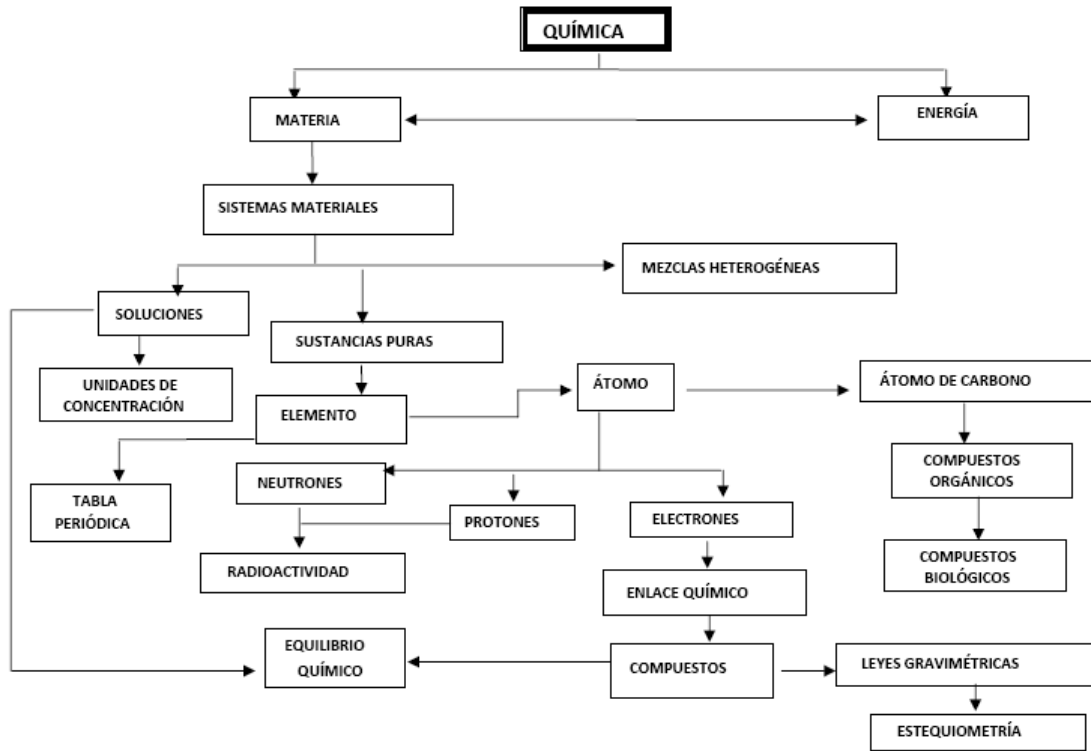 QUÍMICA
MATERIA
ENERGÍA
SISTEMAS MATERIALES
MEZCLAS HETEROGÉNEAS
SOLUCIONES
SUSTANCIAS PURAS
UNIDADES DE
CONCENTRACIÓN
ELEMENTO
ÁTOMO
ÁTOMO DE CARBONO
COMPUESTOS
ORGÁNICOS
NEUTRONES
TABLA
PERIÓDICA
PROTONES
ELECTRONES
RADIOACTIVIDAD
COMPUESTOS
BIOLÓGICOS
ENLACE QUÍMICO
EQUILIBRIO
QUÍMICO
COMPUESTOS
LEYES GRAVIMÉTRICAS
ESTEQUIOMETRÍA